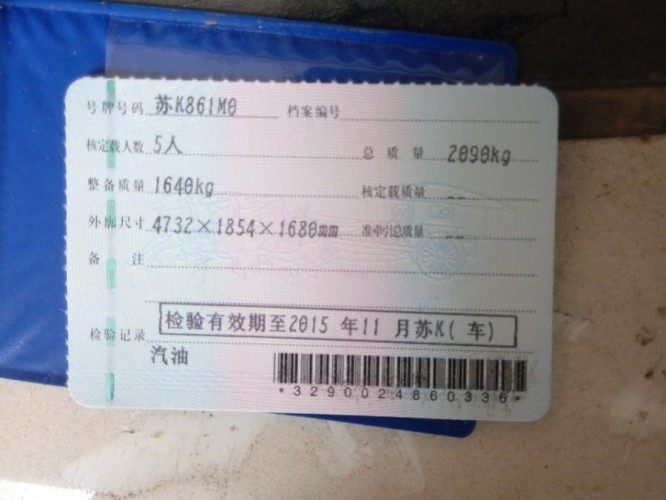 号牌号码 苏K861M0 档案编号
核定载人数 5人 总质量 2090kg
整备质量 1640kg 核定载质量 --
外廓尺寸 4732×1854×1680mm 准牵引总质量 --
备注
检验记录 检验有效期至2015年11月苏K(车)
汽油
*3290024860336*